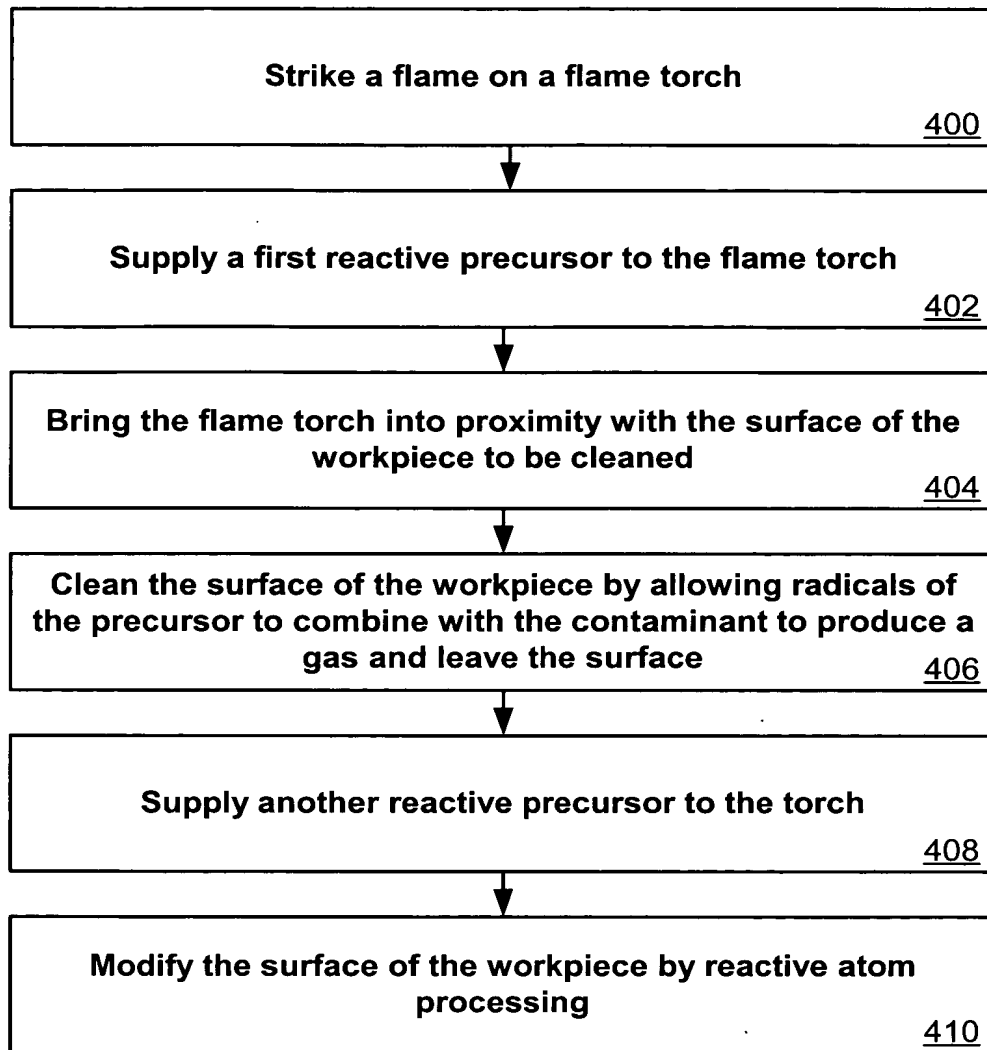 Strike a flame on a flame torch
400
Supply a first reactive precursor to the flame torch
402
Bring the flame torch into proximity with the surface of the
workpiece to be cleaned
404
Clean the surface of the workpiece by allowing radicals of
the precursor to combine with the contaminant to produce a
gas and leave the surface
406
Supply another reactive precursor to the torch
408
Modify the surface of the workpiece by reactive atom
processing
410